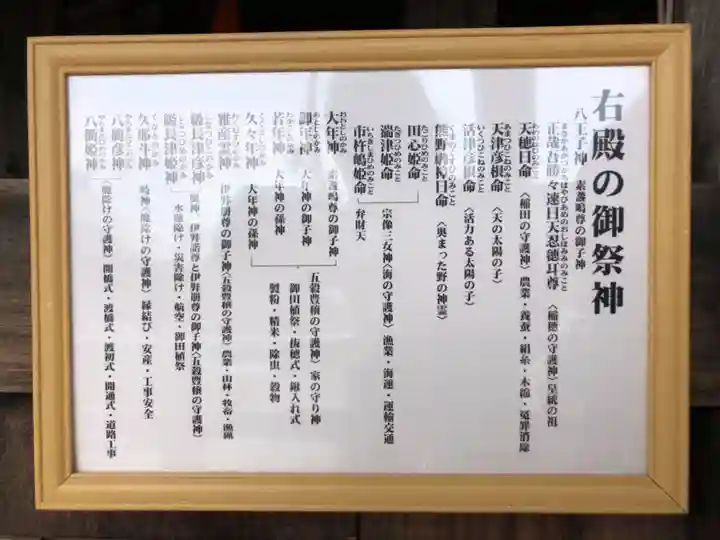 右殿の御祭神
八王子神 素盞嗚尊の御子神
正哉吾勝々速日天忍穂耳尊 〈稲穂の守護神〉皇統の祖
天穂日命 〈稲田の守護神〉農業・養蚕・絹糸・木綿・冤罪消除
天津彦根命 〈天の太陽の子〉
活津彦根命 〈活力ある太陽の子〉
熊野橡樟日命 〈奥まった野の神霊〉
田心姫命
湍津姫命 宗像三女神〈海の守護神〉漁業・海運・運輸交通
市杵嶋姫命 弁財天
大年神 素盞嗚尊の御子神
御年神 大年神の御子神
若年神 大年神の孫神
久々年神 大年神の孫神
五穀豊穣の守護神〉家の守り神
御田植祭・抜穂式・鍬入れ式
製粉・精米・除虫・穀物
稚産霊神 伊弉冊尊の御子神〈五穀豊穣の守護神〉農業・山林・牧畜・漁猟
級長津彦神 〈風神、伊弉諾尊と伊弉冊尊の御子神〉〈五穀豊穣の守護神〉
級長津姫神 水難除け・災害除け・航空・御田植祭
久那斗神 岐神〈魔除けの守護神〉縁結び・安産・工事安全
八衢彦神
八衢姫神 〈魔除けの守護神〉開橋式・渡橋式・渡初式・開通式・道路工事